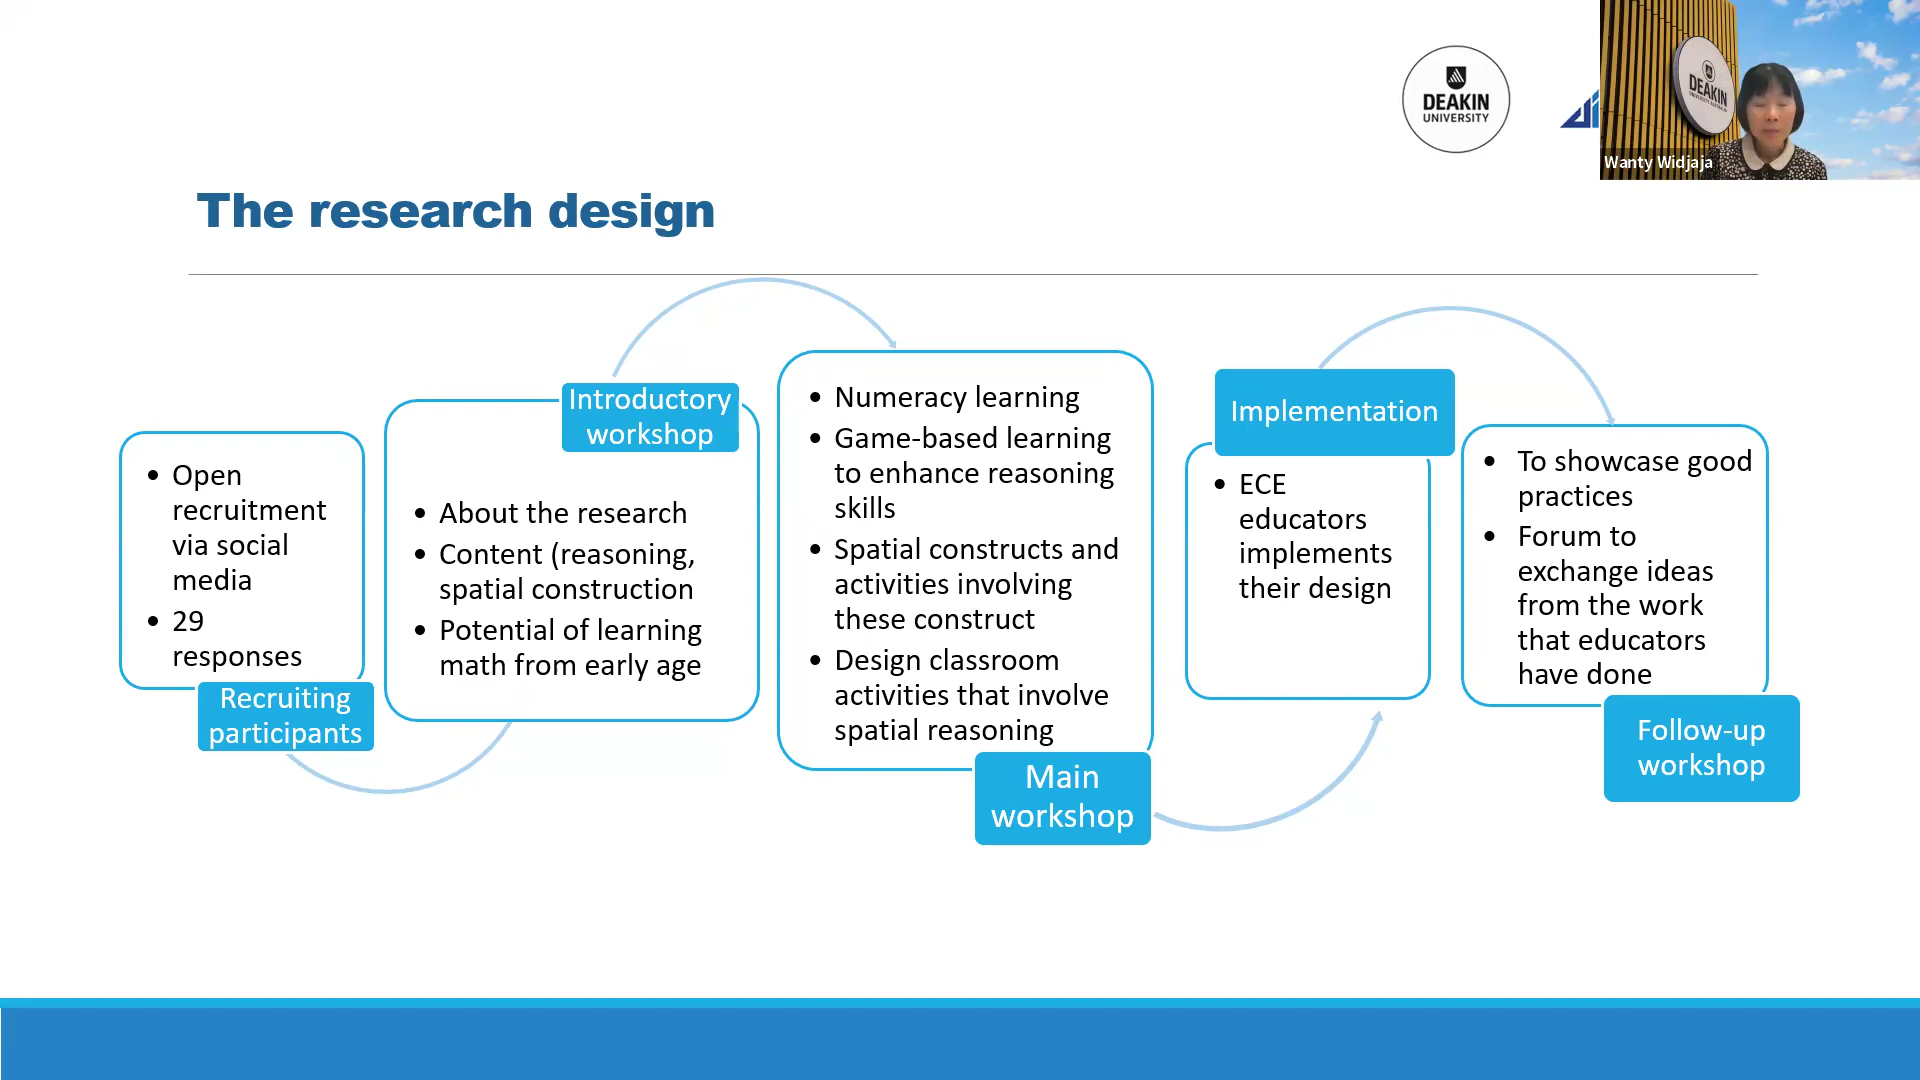 DEAKIN
UNIVERSITY
DEAKIN
Wanty Widjaja
The research design
• Open
recruitment
via social
media
• 29
responses
Recruiting
participants
Introductory
workshop
• About the research
• Content (reasoning,
spatial construction
• Potential of learning
math from early age
• Numeracy learning
• Game-based learning
to enhance reasoning
skills
• Spatial constructs and
activities involving
these construct
• Design classroom
activities that involve
spatial reasoning
Main
workshop
Implementation
• ECE
educators
implements
their design
• To showcase good
practices
• Forum to
exchange ideas
from the work
that educators
have done
Follow-up
workshop